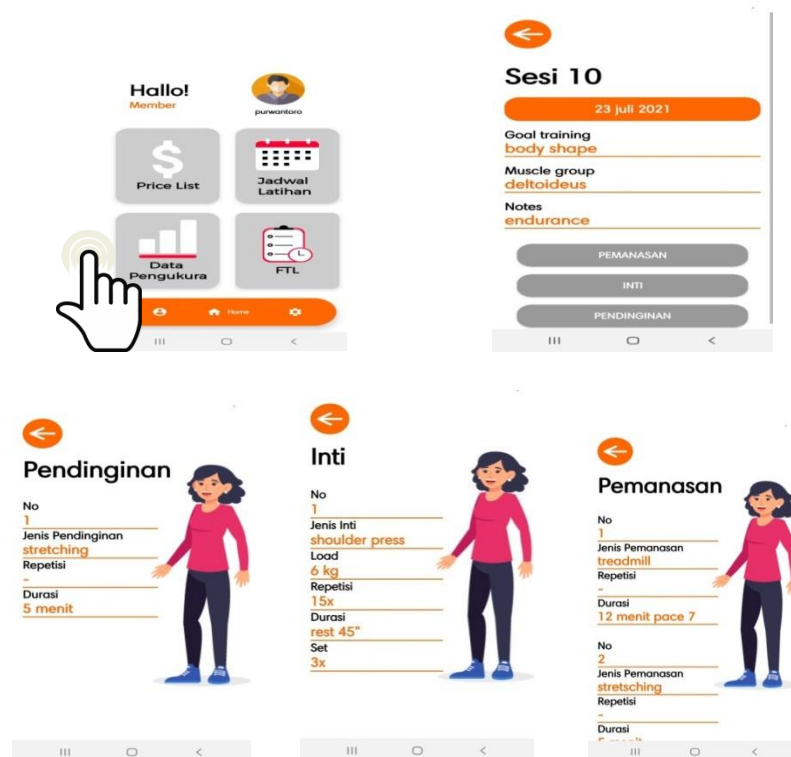 Hallo!
Member
purwantoro
Price List
Jadwal
Latihan
Data
Pengukura
FTL
Home
Sesi 10
23 juli 2021
Goal training
body shape
Muscle group
deltoideus
Notes
endurance
PEMANASAN
INTI
PENDINGINAN
Pendinginan
No
1
Jenis Pendinginan
stretching
Repetisi
-
Durasi
5 menit
Inti
No
1
Jenis Inti
shoulder press
Load
6 kg
Repetisi
15x
Durasi
rest 45"
Set
3x
Pemanasan
No
1
Jenis Pemanasan
treadmill
Repetisi
-
Durasi
12 menit pace 7
No
2
Jenis Pemanasan
stretsching
Repetisi
-
Durasi